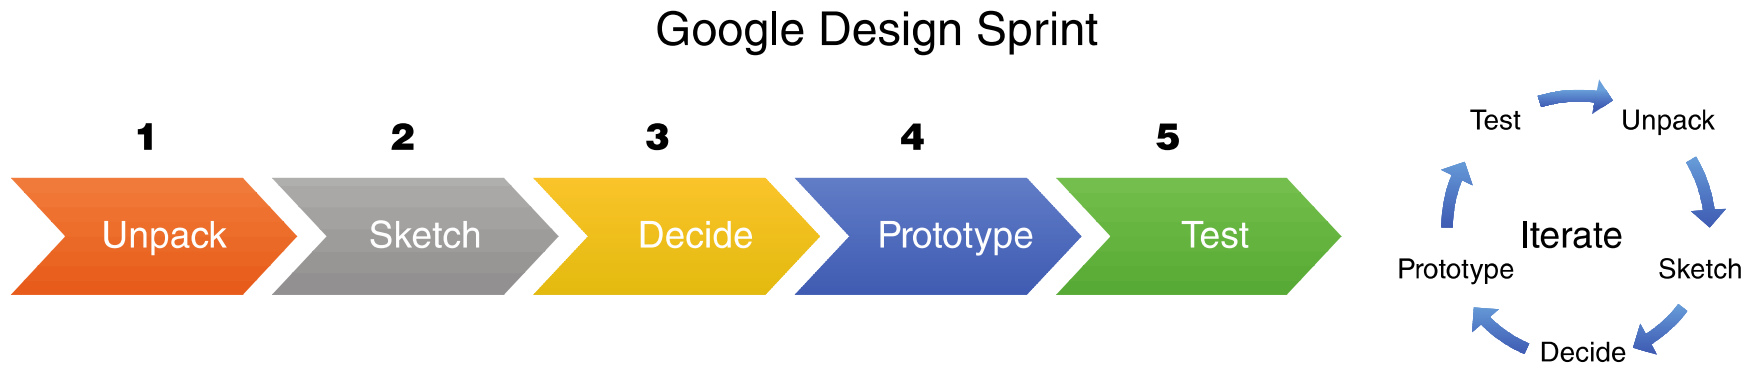 Google Design Sprint
1 2 3 4 5
Unpack Sketch Decide Prototype Test
Test Unpack
Iterate
Prototype Sketch
Decide